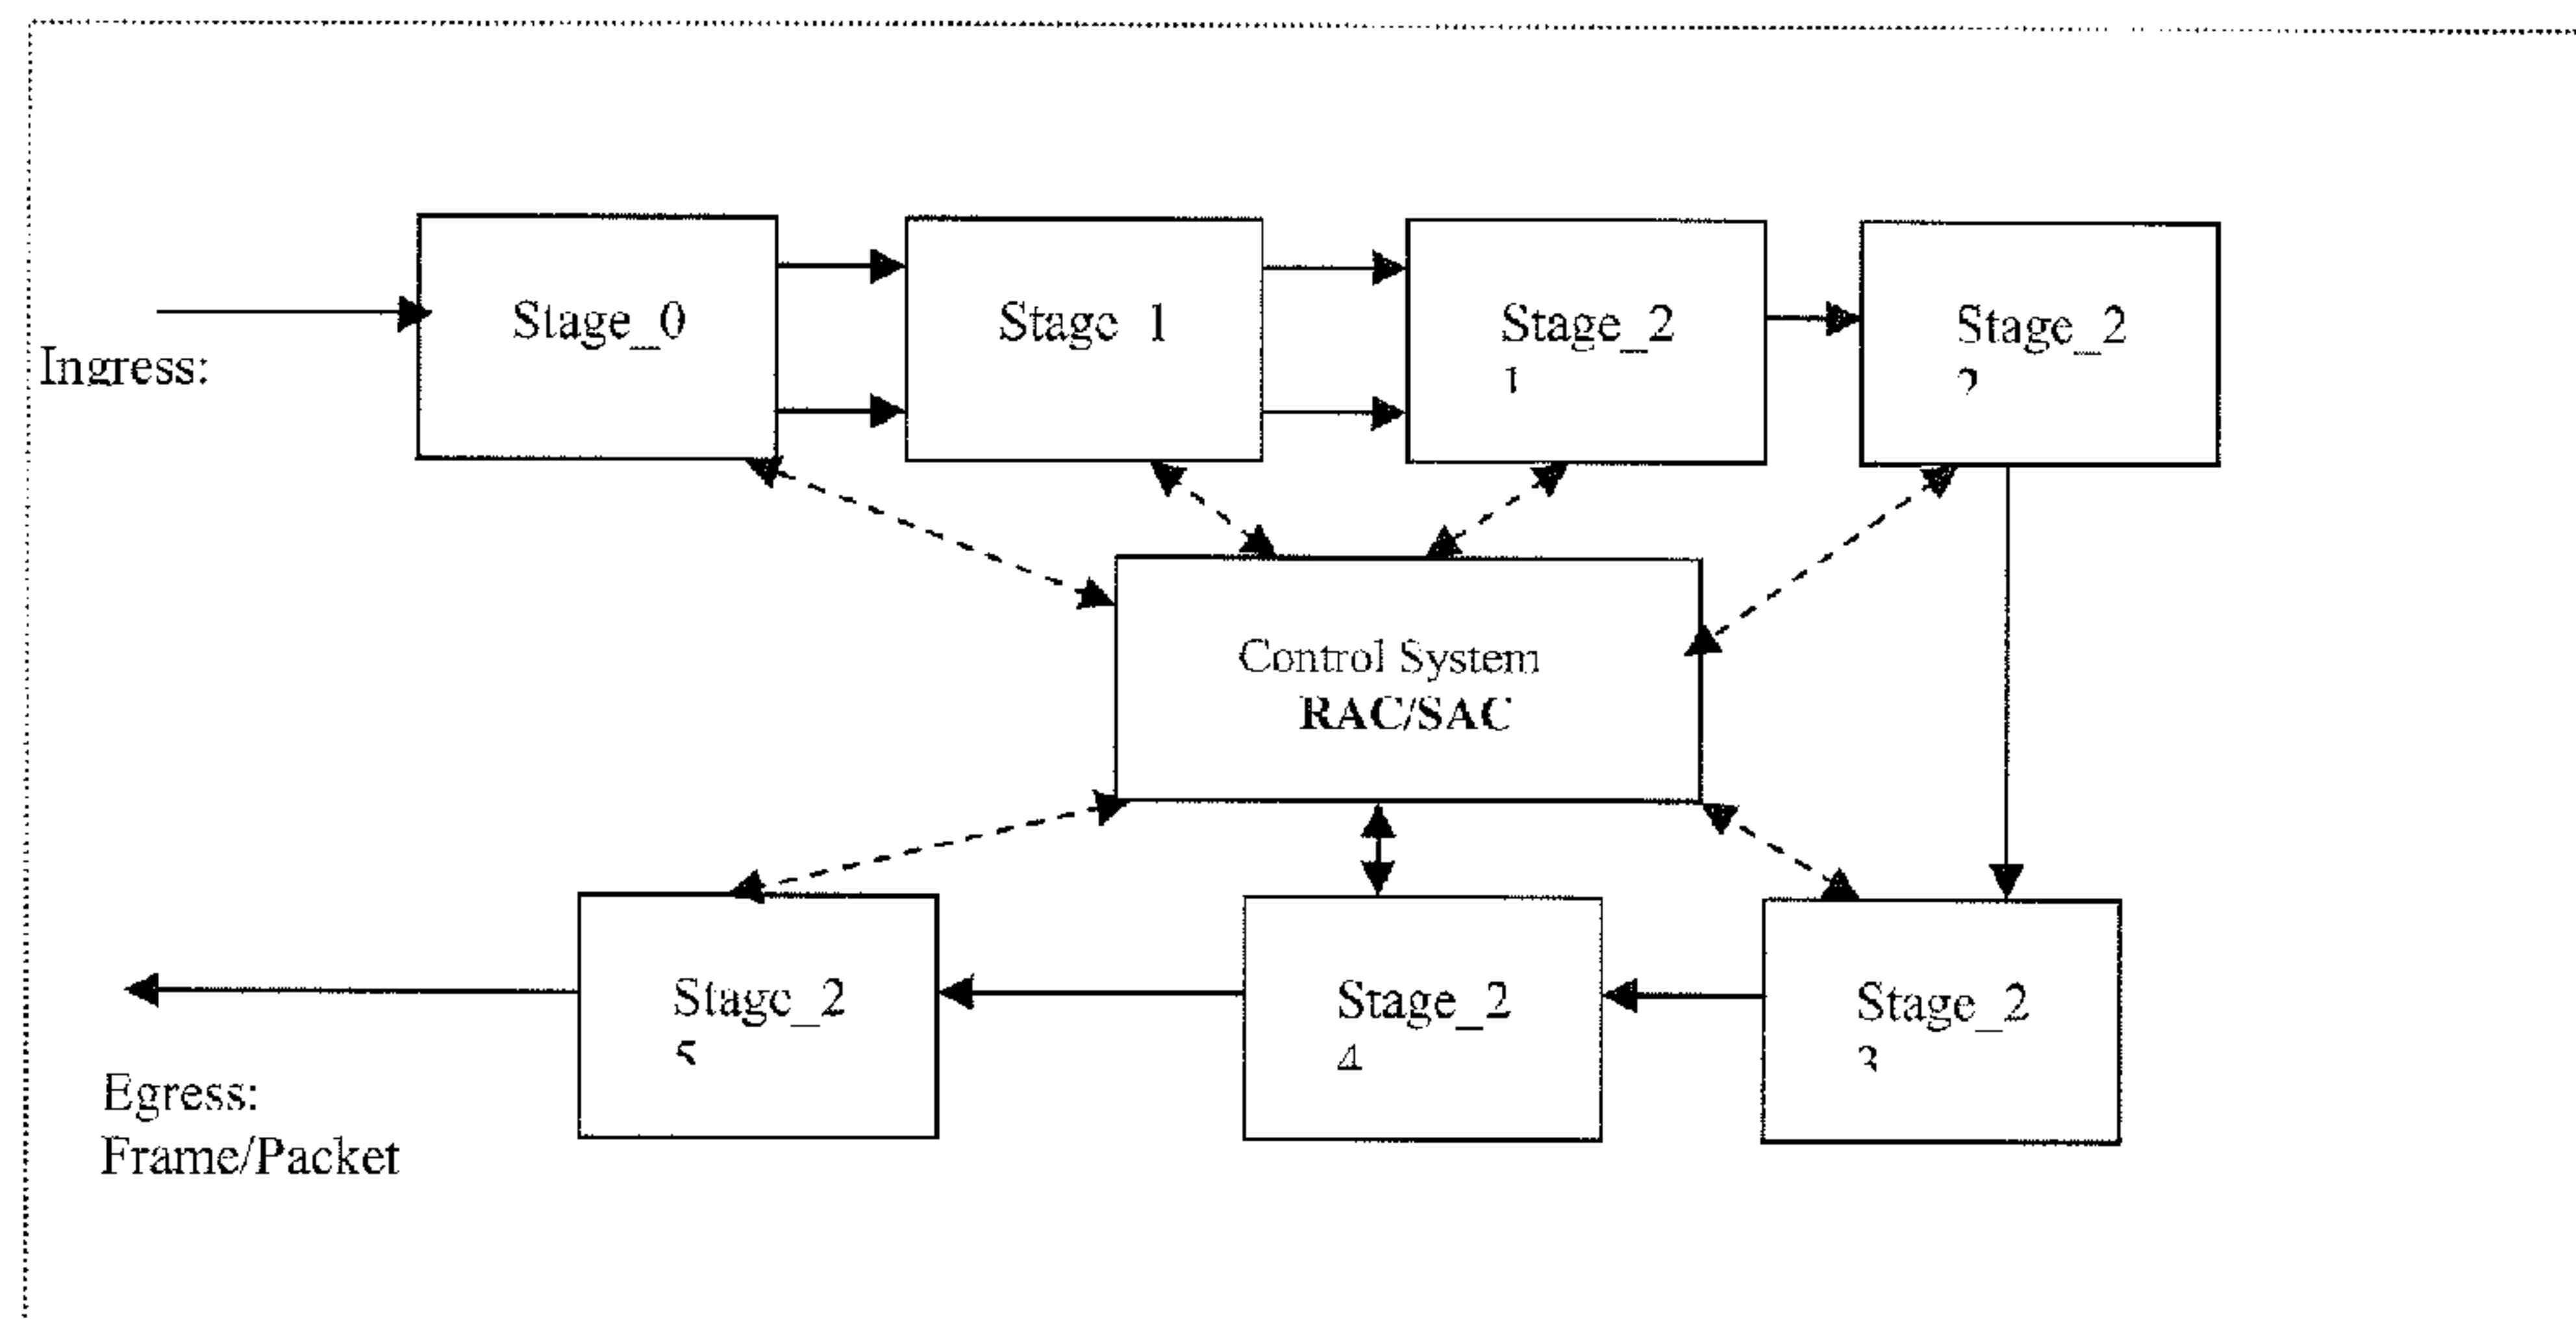 Ingress:
Stage_0
Stage 1
Stage_2
1
Stage_2
2
Control System
RAC/SAC
Stage_2
5
Stage_2
4
Stage_2
3
Egress:
Frame/Packet